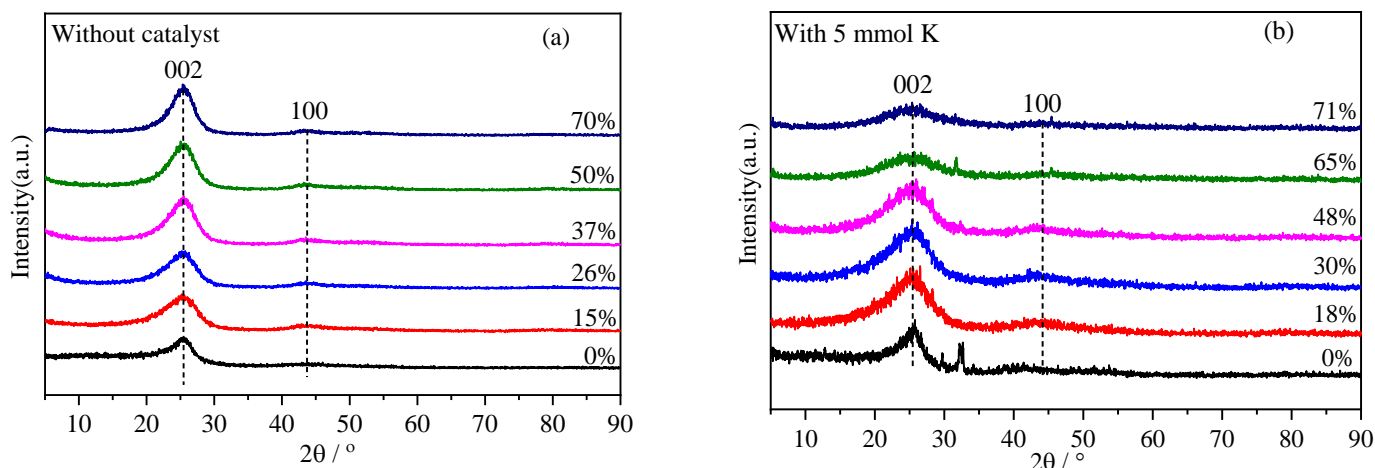 Without catalyst
(a)
002
100
70%
50%
37%
26%
15%
0%
Intensity(a.u.)
10 20 30 40 50 60 70 80 90
2θ / °
With 5 mmol K
(b)
002
100
71%
65%
48%
30%
18%
0%
Intensity(a.u.)
10 20 30 40 50 60 70 80 90
2θ / °